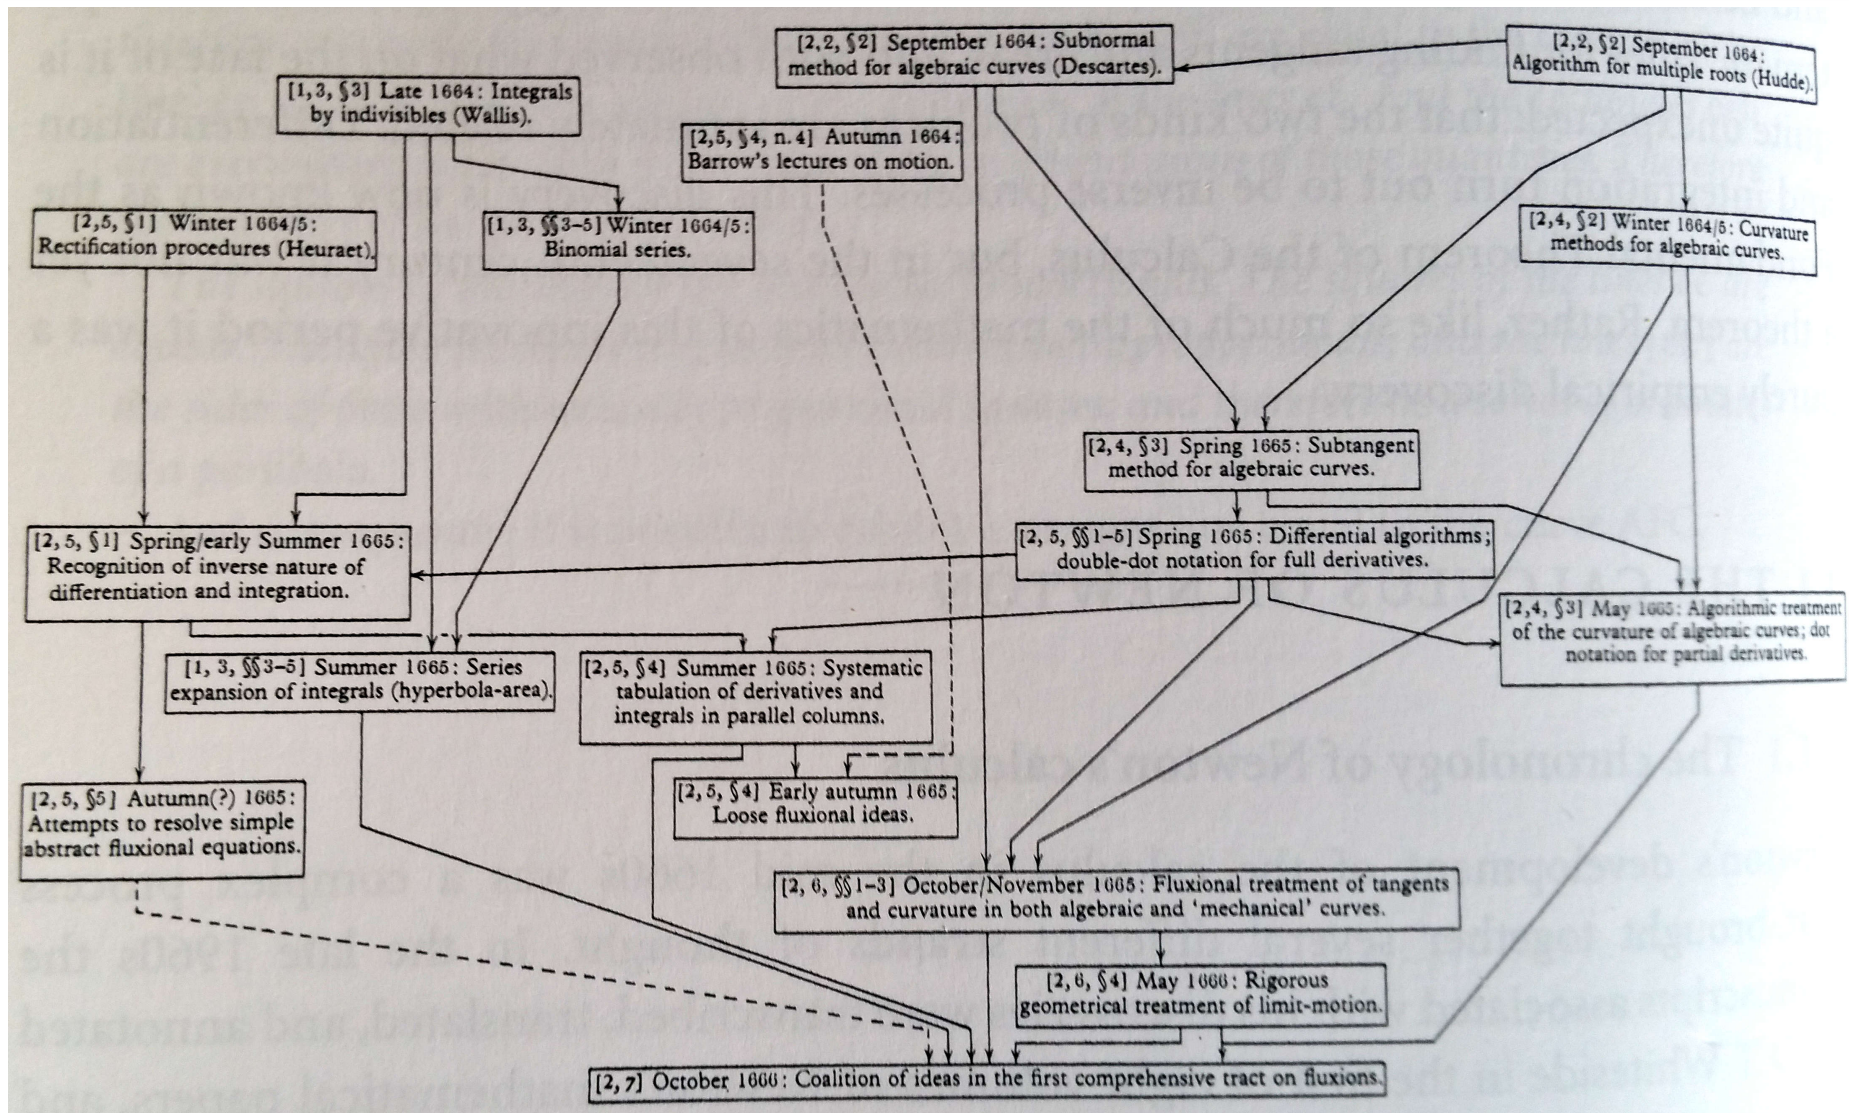 [2,2, §2] September 1664: Subnormal
method for algebraic curves (Descartes).
[2,2, §2] September 1664:
Algorithm for multiple roots (Hudde).
[1,3, §3] Late 1664: Integrals
by indivisibles (Wallis).
[2,5, §4, n.4] Autumn 1664:
Barrow's lectures on motion.
[2,5, §1] Winter 1664/5:
Rectification procedures (Heuraet).
[1,3, §§3–5] Winter 1664/5:
Binomial series.
[2,4, §2] Winter 1664/5: Curvature
methods for algebraic curves.
[2,4, §3] Spring 1665: Subtangent
method for algebraic curves.
[2,5, §1] Spring/early Summer 1665:
Recognition of inverse nature of
differentiation and integration.
[2, 5, §§1–5] Spring 1665: Differential algorithms;
double-dot notation for full derivatives.
[2,4, §3] May 1665: Algorithmic treatment
of the curvature of algebraic curves; dot
notation for partial derivatives.
[1, 3, §§3–5] Summer 1665: Series
expansion of integrals (hyperbola-area).
[2,5, §4] Summer 1665: Systematic
tabulation of derivatives and
integrals in parallel columns.
[2, 5, §5] Autumn(?) 1665:
Attempts to resolve simple
abstract fluxional equations.
[2, 5, §4] Early autumn 1665:
Loose fluxional ideas.
[2, 6, §§1–3] October/November 1665: Fluxional treatment of tangents
and curvature in both algebraic and 'mechanical' curves.
[2, 6, §4] May 1666: Rigorous
geometrical treatment of limit-motion.
[2, 7] October 1666: Coalition of ideas in the first comprehensive tract on fluxions.